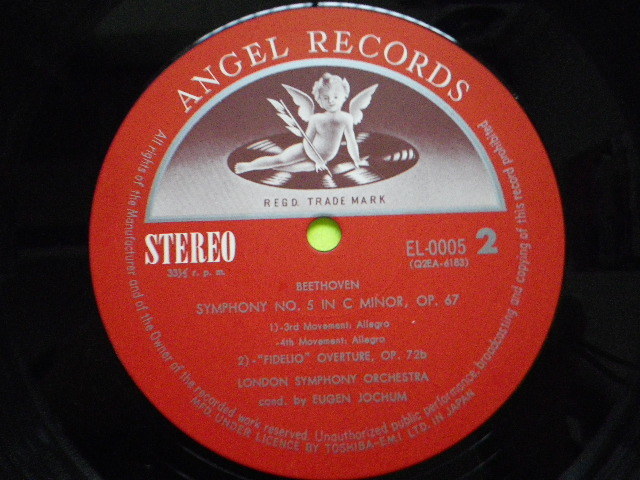 ANGEL RECORDS
REGD. TRADE MARK
STEREO
33⅓ r. p. m.
EL-0005 2
(Q2EA-6183)
BEETHOVEN
SYMPHONY NO. 5 IN C MINOR, OP. 67
1)-3rd Movement: Allegro
-4th Movement: Allegro
2)-"FIDELIO" OVERTURE, OP. 72b
LONDON SYMPHONY ORCHESTRA
cond. by EUGEN JOCHUM
All rights of the Manufacturer and of the Owner of the recorded work reserved. Unauthorized public performance, broadcasting and copying of this record prohibited.
MFD. UNDER LICENCE BY TOSHIBA-EMI LTD. IN JAPAN